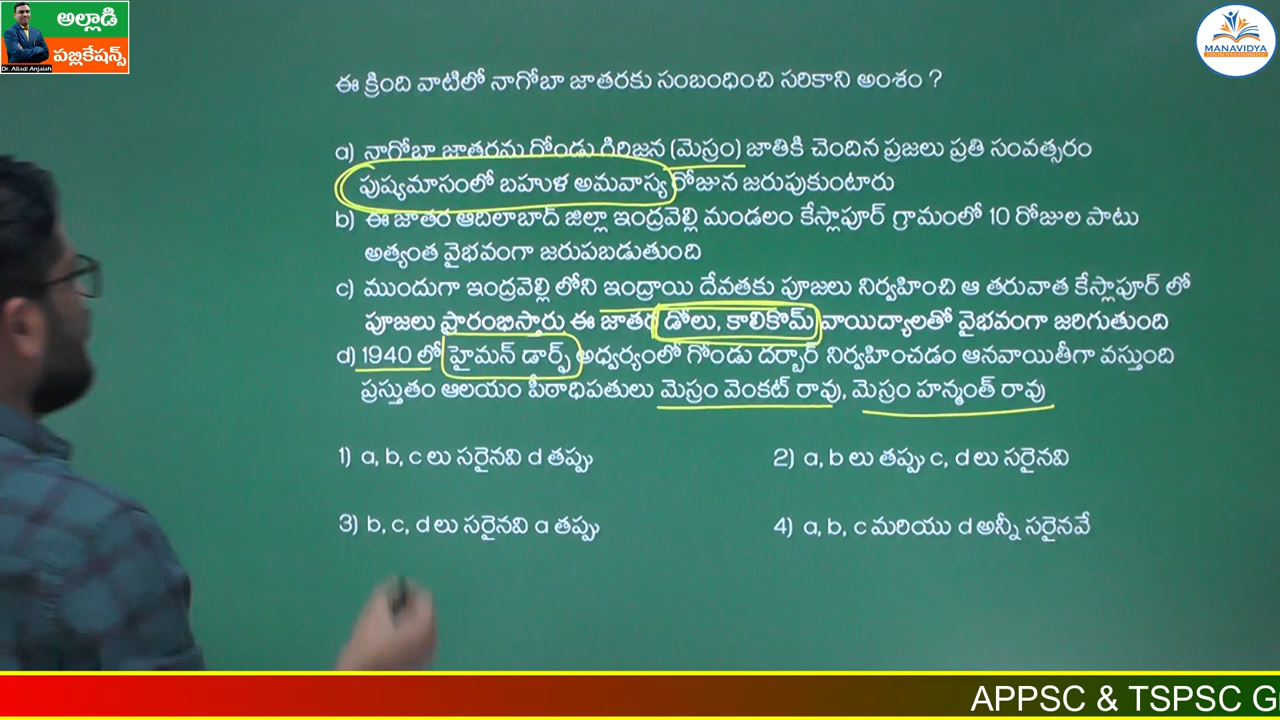 అల్లాడి
పబ్లికేషన్స్
Dr. Alladi Anjaiah
MANAVIDYA
ఈ క్రింది వాటిలో నాగోబా జాతరకు సంబంధించి సరికాని అంశం ?
a) నాగోబా జాతరను గోండు గిరిజన (మెస్రం) జాతికి చెందిన ప్రజలు ప్రతి సంవత్సరం
పుష్యమాసంలో బహుళ అమవాస్య రోజున జరుపుకుంటారు
b) ఈ జాతర ఆదిలాబాద్ జిల్లా ఇంద్రవెల్లి మండలం కేస్లాపూర్ గ్రామంలో 10 రోజుల పాటు
అత్యంత వైభవంగా జరుపబడుతుంది
c) ముందుగా ఇంద్రవెల్లి లోని ఇంద్రాయి దేవతకు పూజలు నిర్వహించి ఆ తరువాత కేస్లాపూర్ లో
పూజలు ప్రారంభిస్తారు ఈ జాతర డోలు, కాలికొమ్ వాయిద్యాలతో వైభవంగా జరిగుతుంది
d) 1940 లో హైమన్ డార్ఫ్ అధ్వర్యంలో గోండు దర్బార్ నిర్వహించడం ఆనవాయితీగా వస్తుంది
ప్రస్తుతం ఆలయం పీఠాధిపతులు మెస్రం వెంకట్ రావు, మెస్రం హన్మంత్ రావు
1) a, b, c లు సరైనవి d తప్పు
2) a, b లు తప్పు c, d లు సరైనవి
3) b, c, d లు సరైనవి a తప్పు
4) a, b, c మరియు d అన్నీ సరైనవే
APPSC & TSPSC G